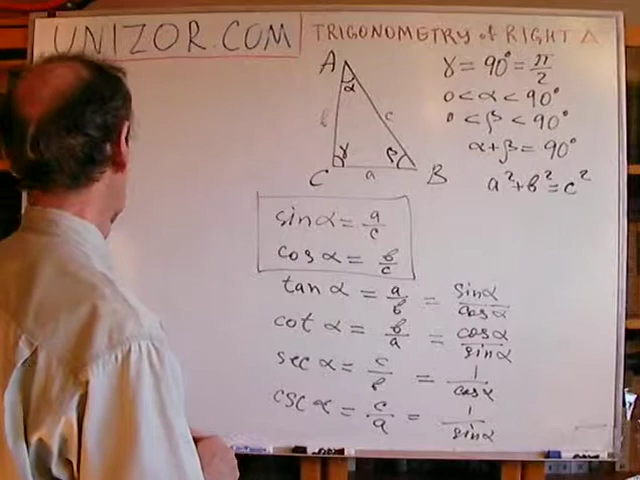 UNIZOR.COM
TRIGONOMETRY of RIGHT Δ
A
α
b
c
γ
β
C
a
B
γ = 90° = π/2
0 < α < 90°
0 < β < 90°
α + β = 90°
a² + b² = c²
sin α = a/c
cos α = b/c
tan α = a/b = sin α/cos α
cot α = b/a = cos α/sin α
sec α = c/b = 1/cos α
csc α = c/a = 1/sin α